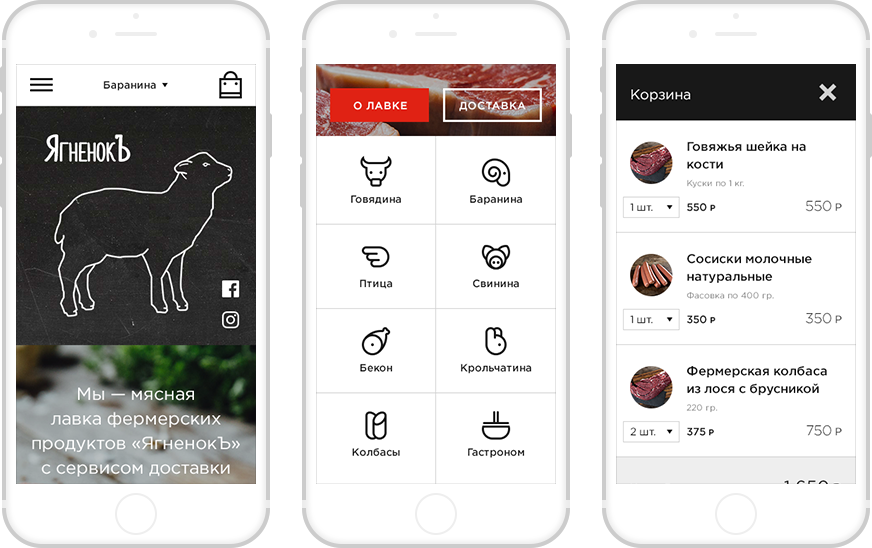 Баранина
ЯгненокЪ
Мы — мясная
лавка фермерских
продуктов «ЯгненокЪ»
с сервисом доставки
О ЛАВКЕ
ДОСТАВКА
Говядина
Баранина
Птица
Свинина
Бекон
Крольчатина
Колбасы
Гастроном
Корзина
Говяжья шейка на
кости
Куски по 1 кг.
1 шт. 550 Р 550 Р
Сосиски молочные
натуральные
Фасовка по 400 гр.
1 шт. 350 Р 350 Р
Фермерская колбаса
из лося с брусникой
220 гр.
2 шт. 375 Р 750 Р
1 650 Р